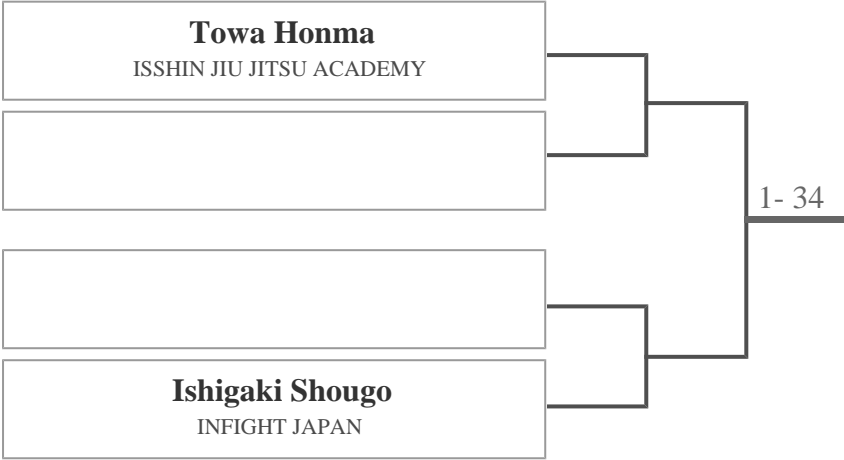 Towa Honma
ISSHIN JIU JITSU ACADEMY
1- 34
Ishigaki Shougo
INFIGHT JAPAN